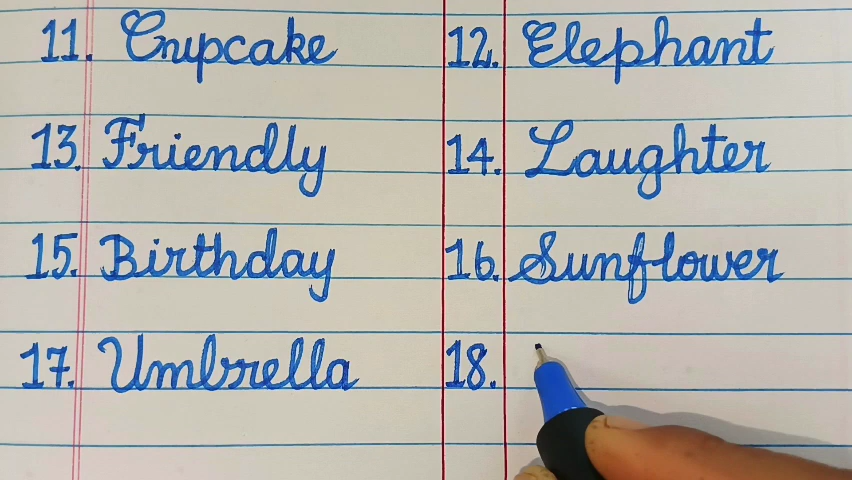 11. Cupcake 12. Elephant
13. Friendly 14. Laughter
15. Birthday 16. Sunflower
17. Umbrella 18.